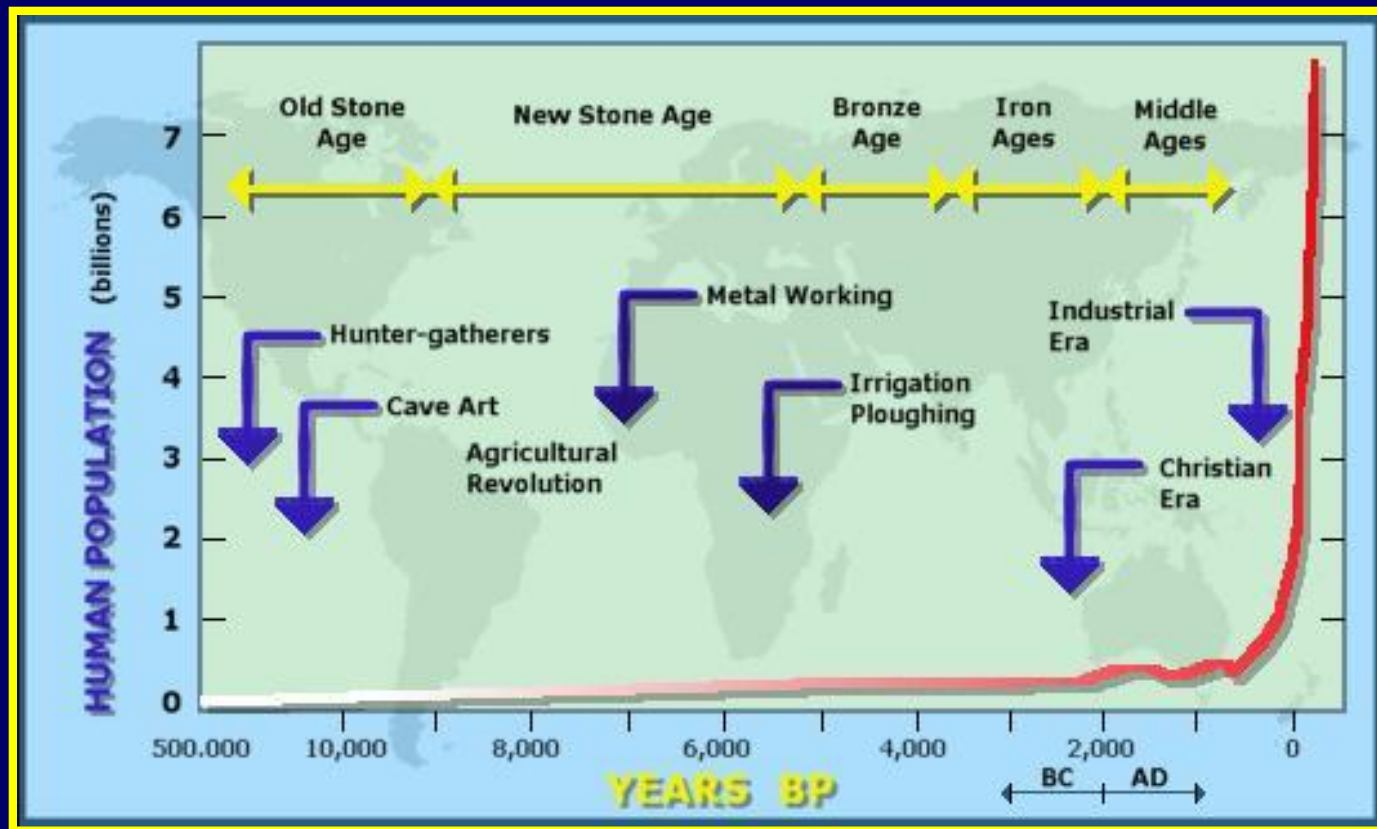 Old Stone
Age
New Stone Age
Bronze
Age
Iron
Ages
Middle
Ages
HUMAN POPULATION (billions)
7
6
5
4
3
2
1
0
Metal Working
Hunter-gatherers
Cave Art
Agricultural
Revolution
Irrigation
Ploughing
Industrial
Era
Christian
Era
500.000
10,000
8,000
6,000
4,000
2,000
0
YEARS BP
BC
AD